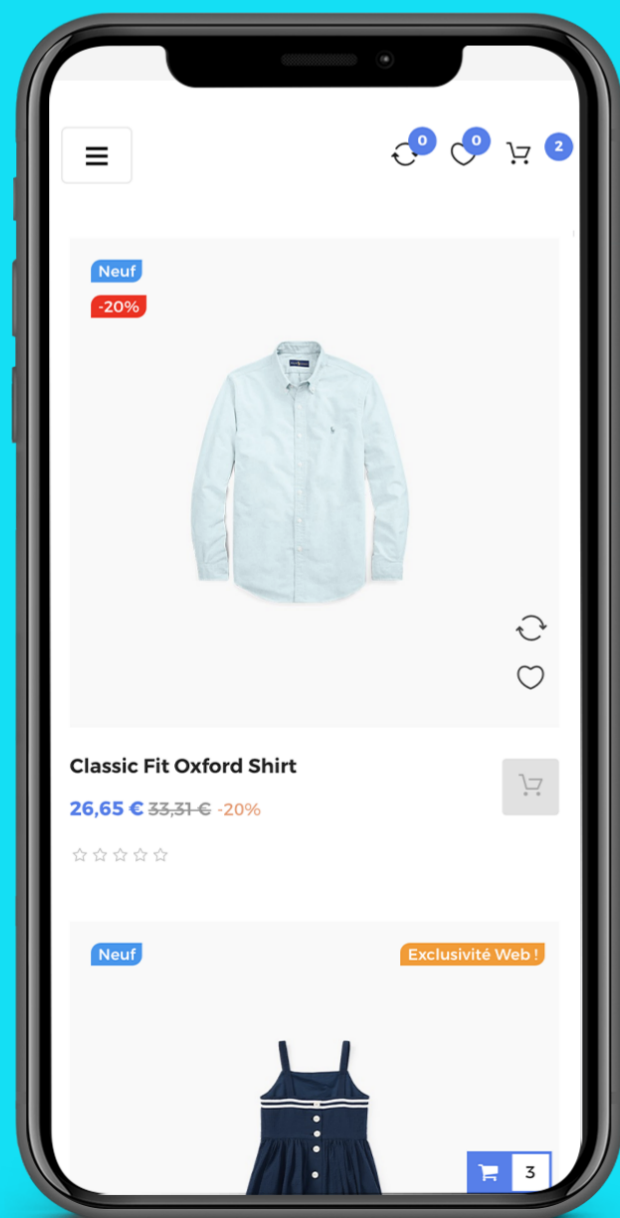 0
0
2
Neuf
-20%
Classic Fit Oxford Shirt
26,65 € 33,31 € -20%
Neuf
Exclusivité Web !
3